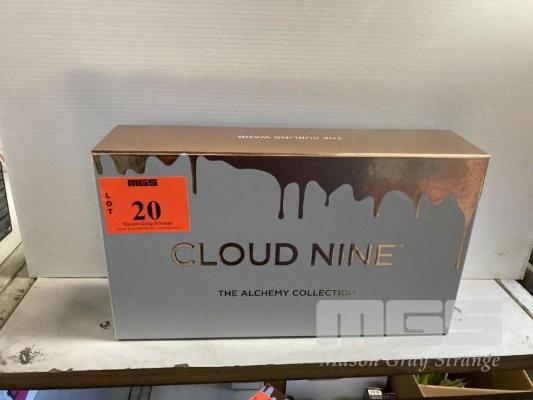 THE CURLING WAND
MGS
LOT
20
Mason Gray Strange
CLOUD NINE
THE ALCHEMY COLLECTION
MGS
Mason Gray Strange